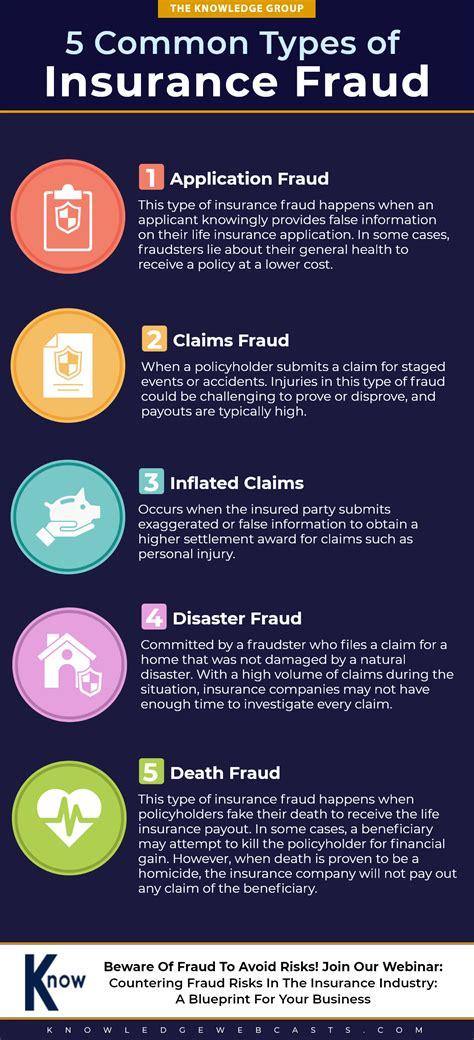 THE KNOWLEDGE GROUP
5 Common Types of
Insurance Fraud
1 Application Fraud
This type of insurance fraud happens when an
applicant knowingly provides false information
on their life insurance application. In some cases,
fraudsters lie about their general health to
receive a policy at a lower cost.
2 Claims Fraud
When a policyholder submits a claim for staged
events or accidents. Injuries in this type of fraud
could be challenging to prove or disprove, and
payouts are typically high.
3 Inflated Claims
Occurs when the insured party submits
exaggerated or false information to obtain a
higher settlement award for claims such as
personal injury.
4 Disaster Fraud
Committed by a fraudster who files a claim for a
home that was not damaged by a natural
disaster. With a high volume of claims during the
situation, insurance companies may not have
enough time to investigate every claim.
5 Death Fraud
This type of insurance fraud happens when
policyholders fake their death to receive the life
insurance payout. In some cases, a beneficiary
may attempt to kill the policyholder for financial
gain. However, when death is proven to be a
homicide, the insurance company will not pay out
any claim of the beneficiary.
Know
Beware Of Fraud To Avoid Risks! Join Our Webinar:
Countering Fraud Risks In The Insurance Industry:
A Blueprint For Your Business
KNOWLEDGEWEBCASTS.COM